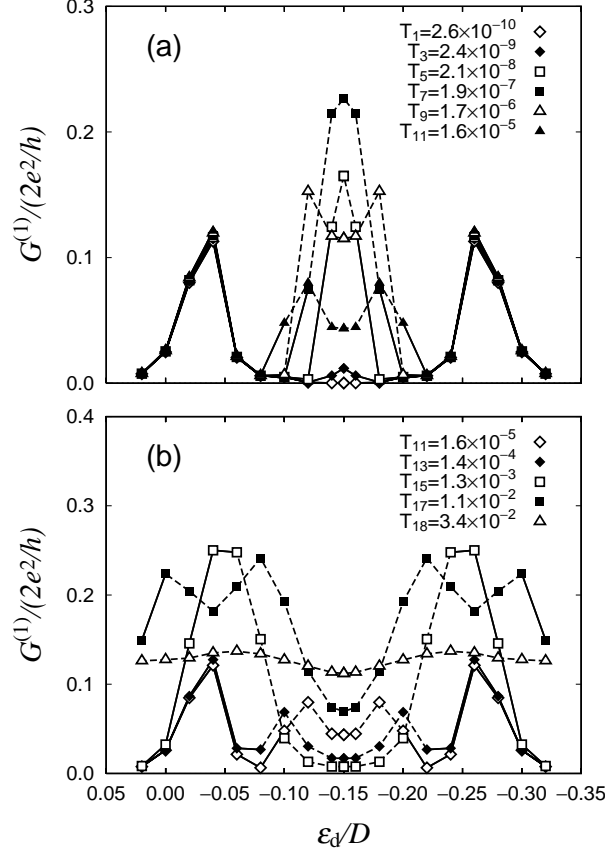 0.3
(a)
T₁=2.6×10⁻¹⁰
T₃=2.4×10⁻⁹
T₅=2.1×10⁻⁸
T₇=1.9×10⁻⁷
T₉=1.7×10⁻⁶
T₁₁=1.6×10⁻⁵
0.2
0.1
0.0
G⁽¹⁾/(2e²/h)
0.4
(b)
T₁₁=1.6×10⁻⁵
T₁₃=1.4×10⁻⁴
T₁₅=1.3×10⁻³
T₁₇=1.1×10⁻²
T₁₈=3.4×10⁻²
0.3
0.2
0.1
0.0
G⁽¹⁾/(2e²/h)
0.05 0.00 −0.05 −0.10 −0.15 −0.20 −0.25 −0.30 −0.35
ε_d/D